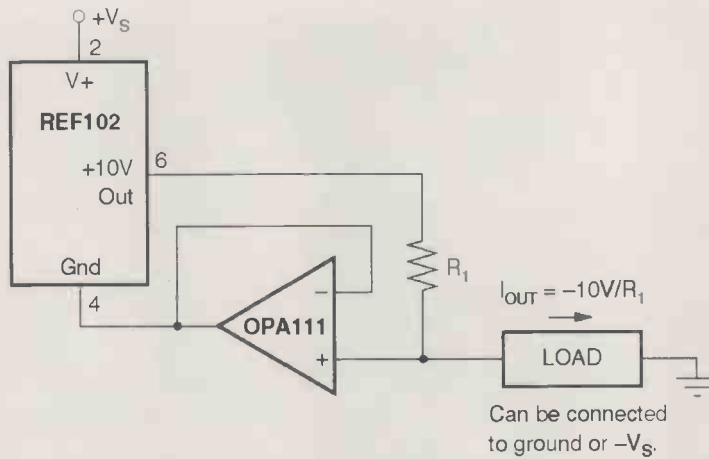 +VS
2
V+
REF102
+10V
Out
6
Gnd
4
R1
−
OPA111
+
IOUT = −10V/R1
LOAD
Can be connected
to ground or −VS.